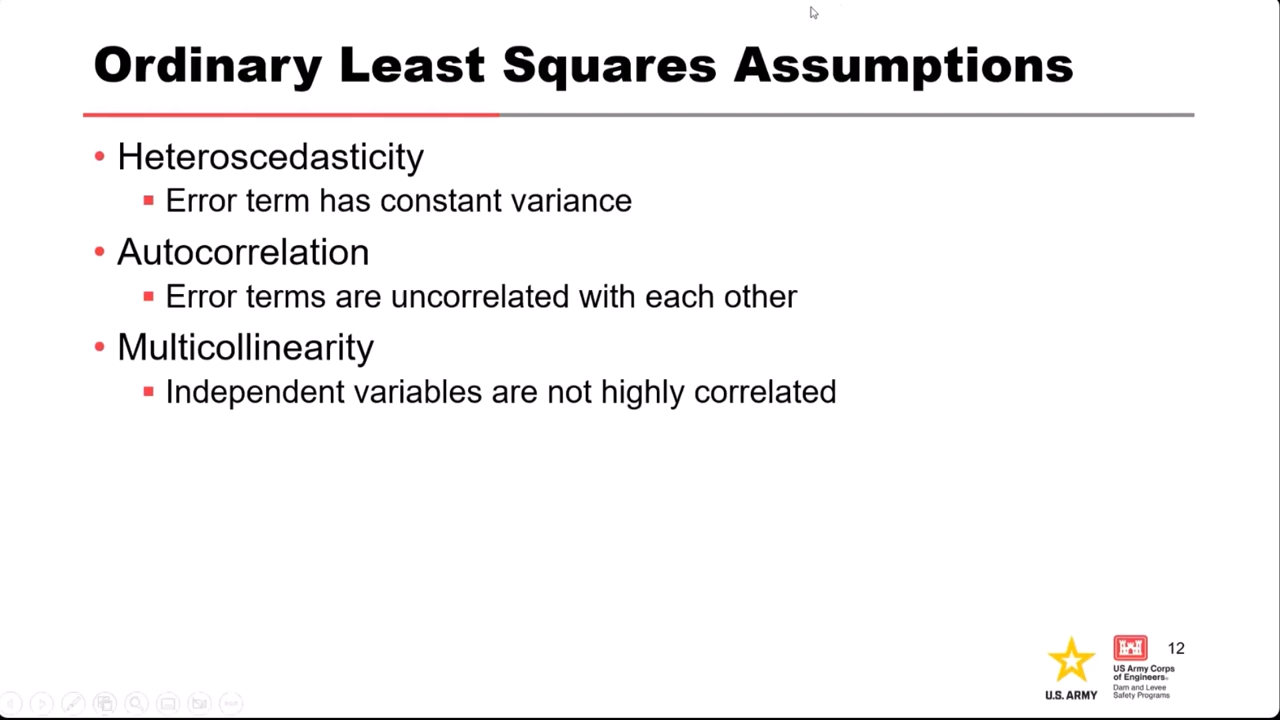 Ordinary Least Squares Assumptions
• Heteroscedasticity
▪ Error term has constant variance
• Autocorrelation
▪ Error terms are uncorrelated with each other
• Multicollinearity
▪ Independent variables are not highly correlated
12
U.S. ARMY
US Army Corps
of Engineers®
Dam and Levee
Safety Programs